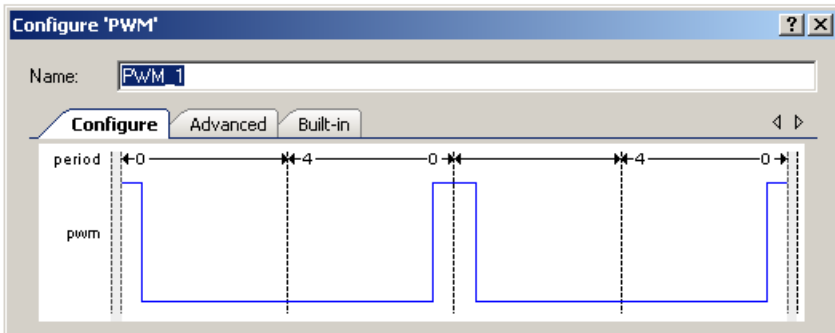 Configure 'PWM'
Name: PWM_1
Configure Advanced Built-in
period 0 4 0 4 0
pwm